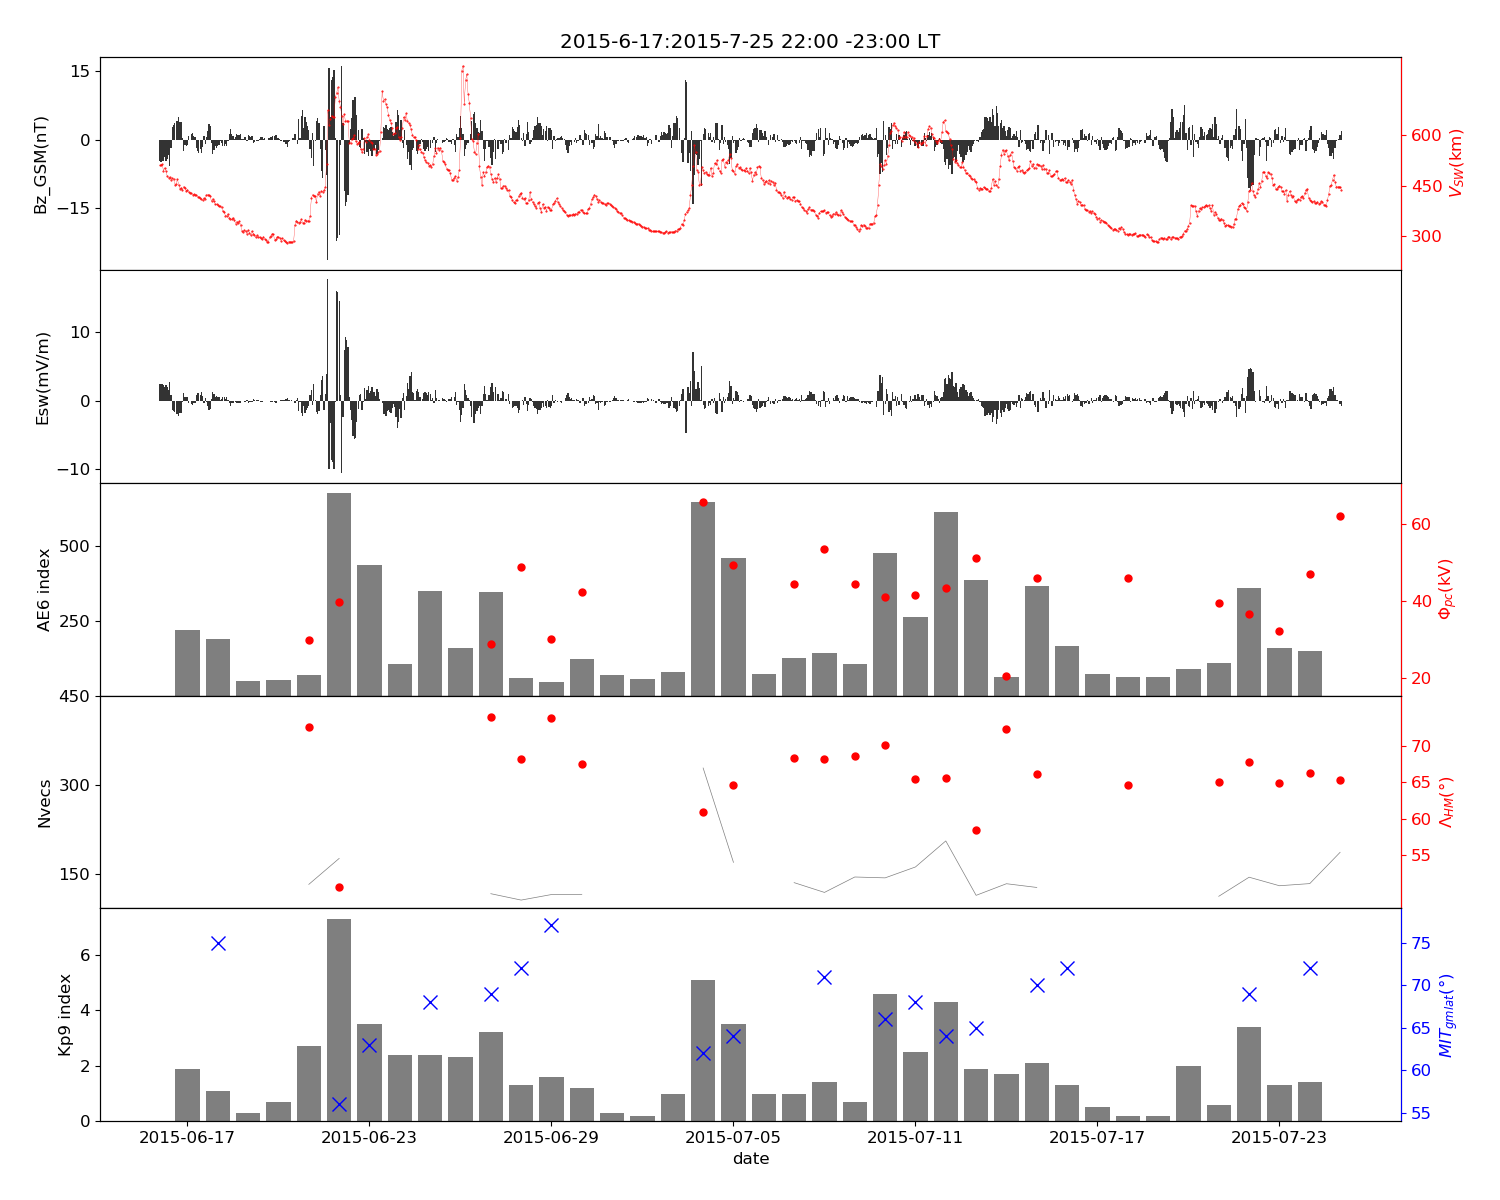 2015-6-17:2015-7-25 22:00 -23:00 LT
Bz_GSM(nT)
15
0
−15
600
450
300
V_SW(km)
Esw(mV/m)
10
0
−10
AE6 index
500
250
60
40
20
Φ_pc(kV)
Nvecs
450
300
150
70
65
60
55
Λ_HM(°)
Kp9 index
6
4
2
0
75
70
65
60
55
MIT_gmlat(°)
2015-06-17 2015-06-23 2015-06-29 2015-07-05 2015-07-11 2015-07-17 2015-07-23
date